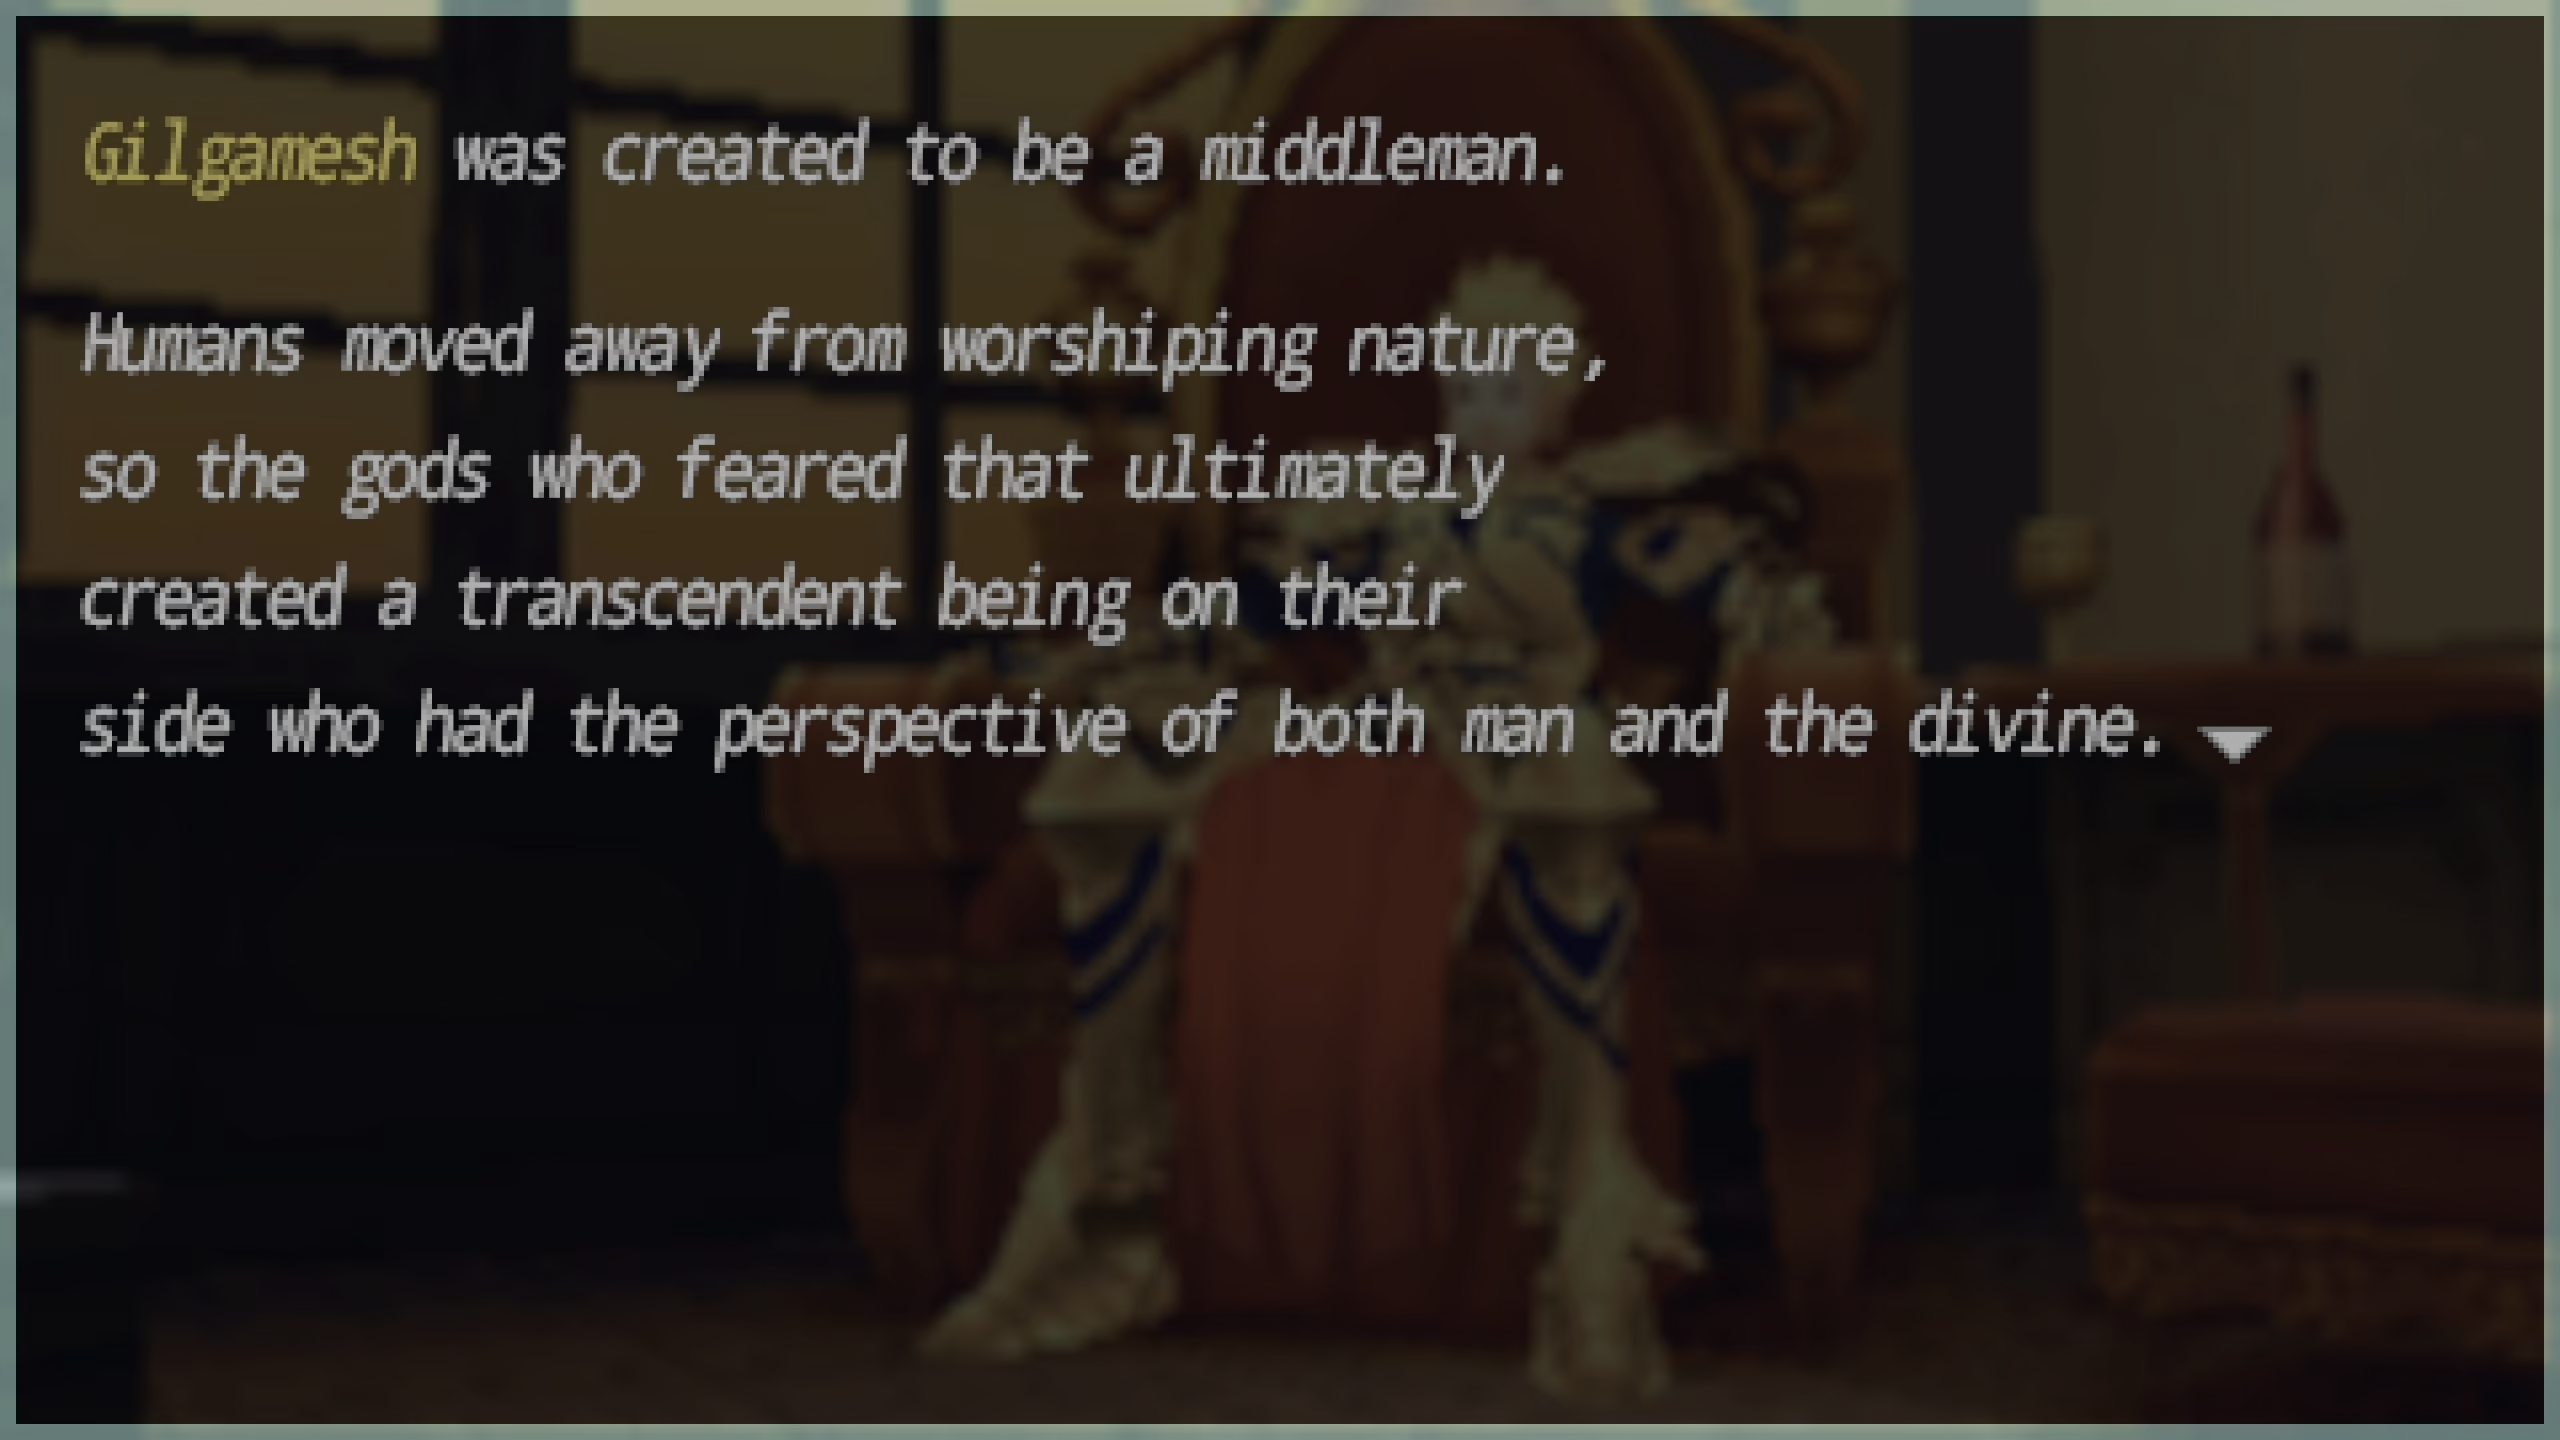 Gilgamesh was created to be a middleman.
Humans moved away from worshiping nature,
so the gods who feared that ultimately
created a transcendent being on their
side who had the perspective of both man and the divine.